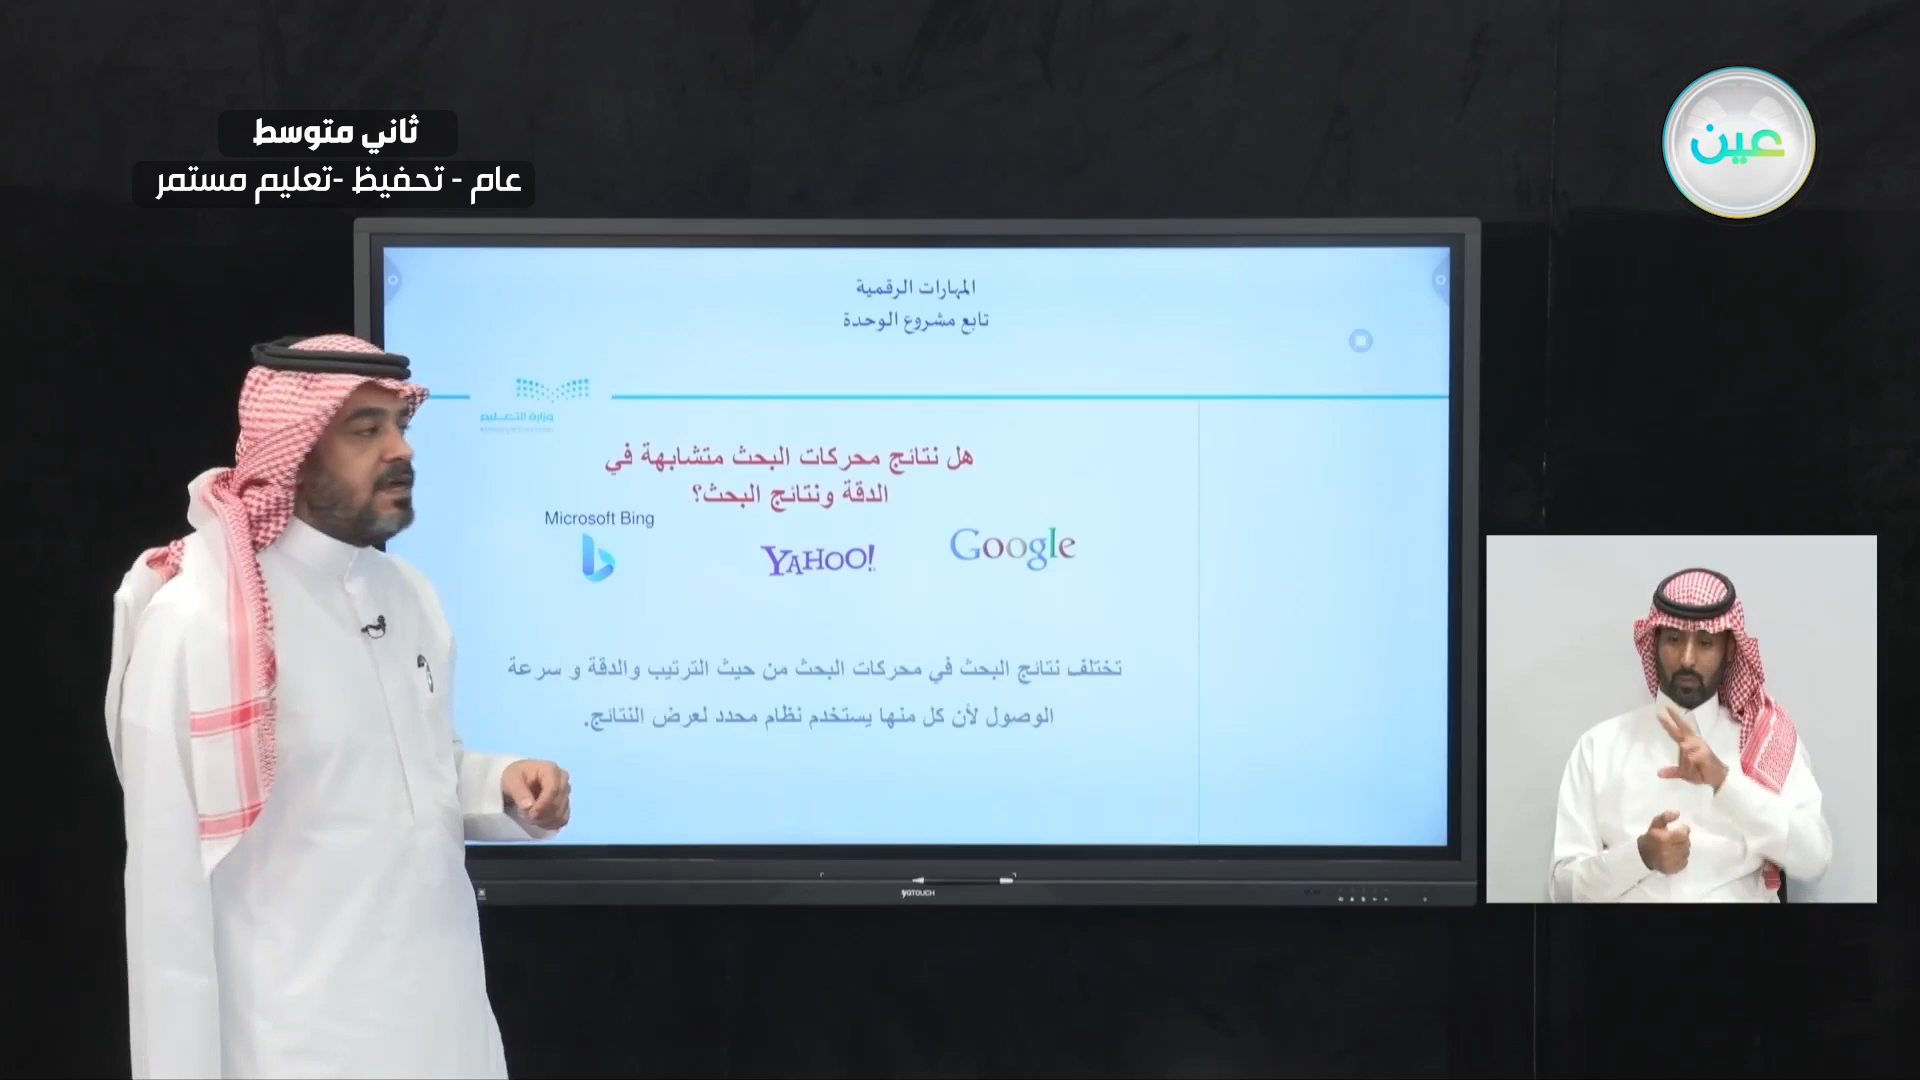 ثاني متوسط
عام - تحفيظ -تعليم مستمر
عين
المهارات الرقمية
تابع مشروع الوحدة
وزارة التعليم
هل نتائج محركات البحث متشابهة في
الدقة ونتائج البحث؟
Microsoft Bing
YAHOO!
Google
تختلف نتائج البحث في محركات البحث من حيث الترتيب والدقة و سرعة
الوصول لأن كل منها يستخدم نظام محدد لعرض النتائج.